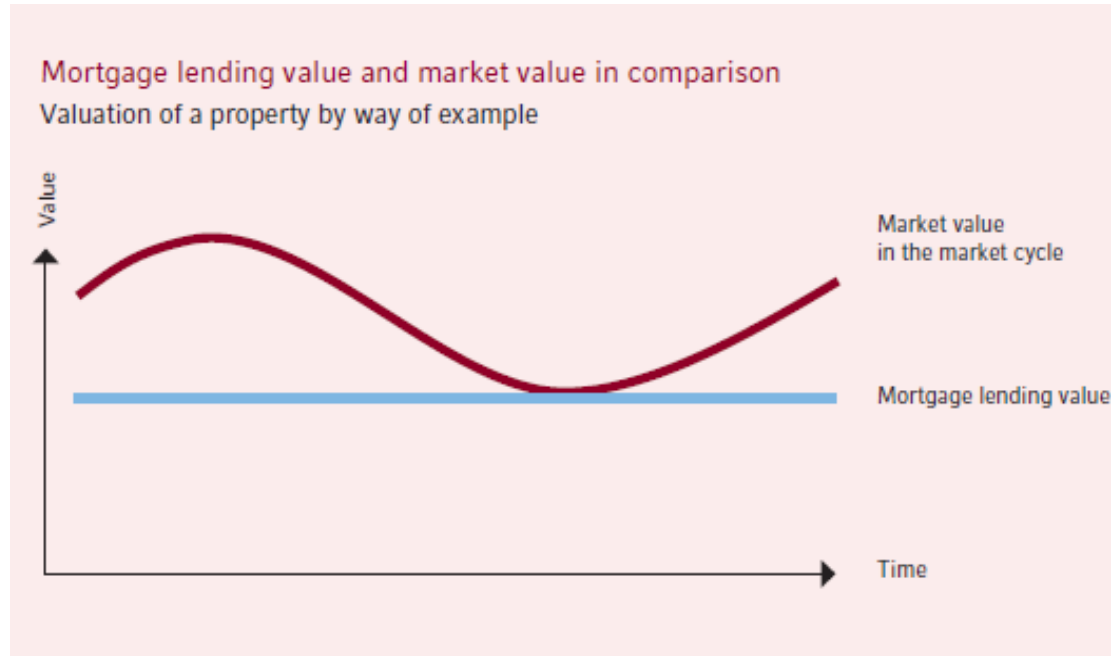 Mortgage lending value and market value in comparison
Valuation of a property by way of example
Value
Market value
in the market cycle
Mortgage lending value
Time